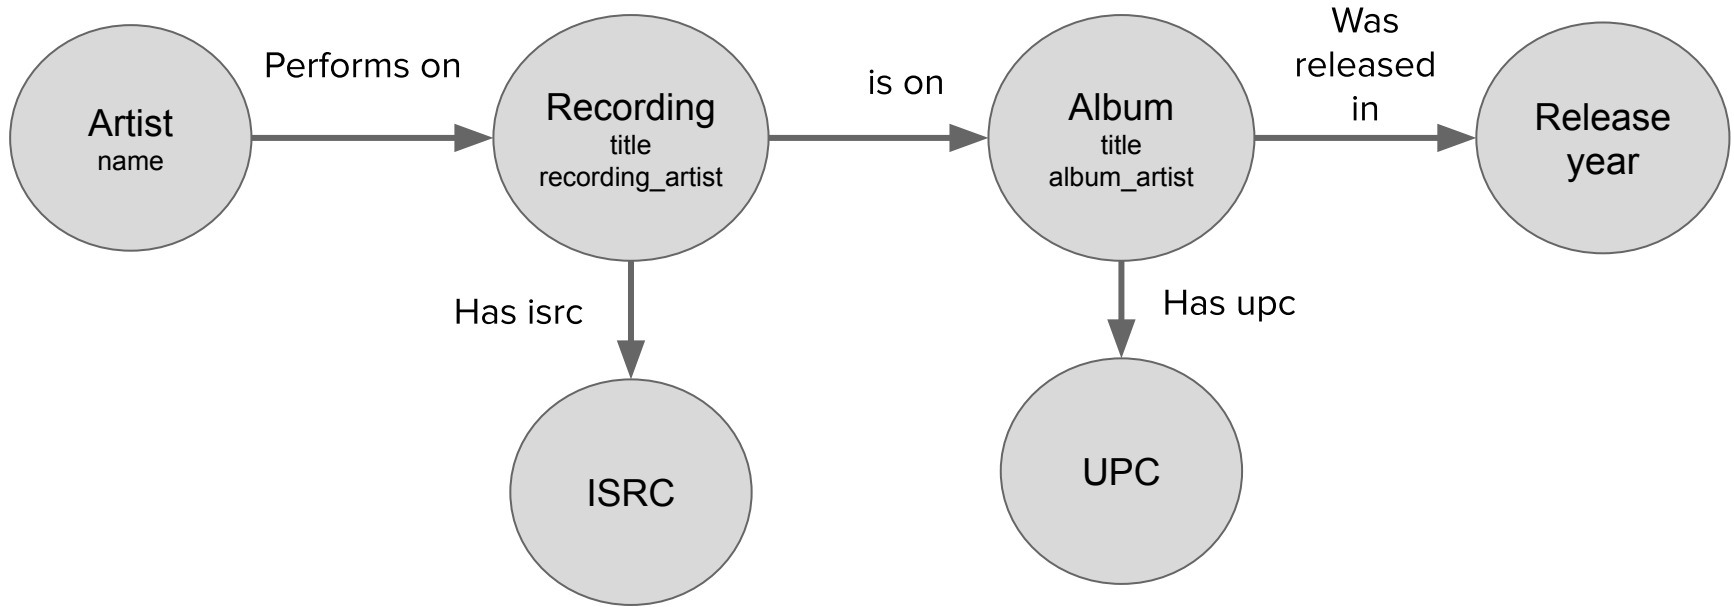 Artist
name
Performs on
Recording
title
recording_artist
is on
Album
title
album_artist
Was
released
in
Release
year
Has isrc
ISRC
Has upc
UPC